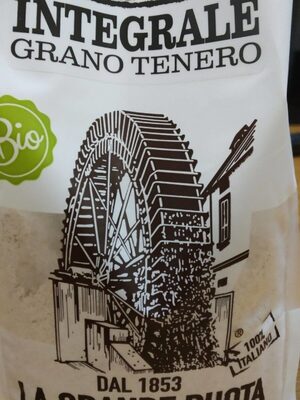 INTEGRALE
GRANO TENERO
Bio
100%
ITALIANO
®
DAL 1853
LA GRANDE RUOTA